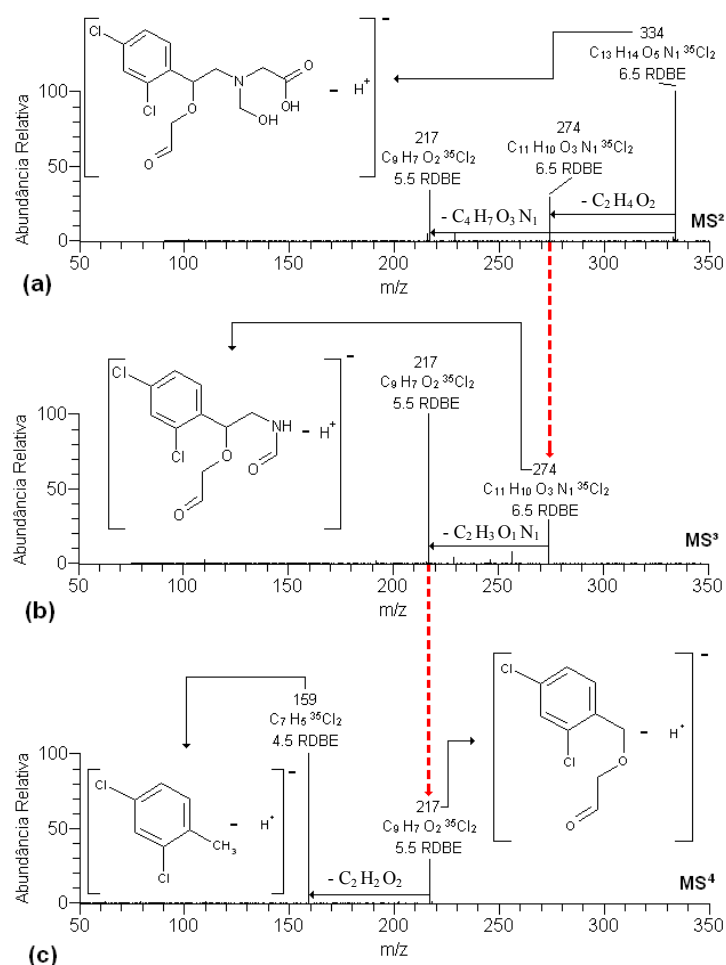 334
C13 H14 O5 N1 35Cl2
6.5 RDBE
Cl
Cl
N
O
OH
O
OH
O
– H+
-
217
C9 H7 O2 35Cl2
5.5 RDBE
274
C11 H10 O3 N1 35Cl2
6.5 RDBE
- C4 H7 O3 N1
- C2 H4 O2
MS²
Abundância Relativa
100
50
0
50 100 150 200 250 300 350
m/z
(a)
Cl
Cl
NH
O
O
O
– H+
-
217
C9 H7 O2 35Cl2
5.5 RDBE
274
C11 H10 O3 N1 35Cl2
6.5 RDBE
- C2 H3 O1 N1
MS³
Abundância Relativa
100
50
0
50 100 150 200 250 300 350
m/z
(b)
159
C7 H5 35Cl2
4.5 RDBE
Cl
Cl
CH3
– H+
-
217
C9 H7 O2 35Cl2
5.5 RDBE
Cl
Cl
O
O
– H+
-
- C2 H2 O2
MS⁴
Abundância Relativa
100
50
0
50 100 150 200 250 300 350
m/z
(c)